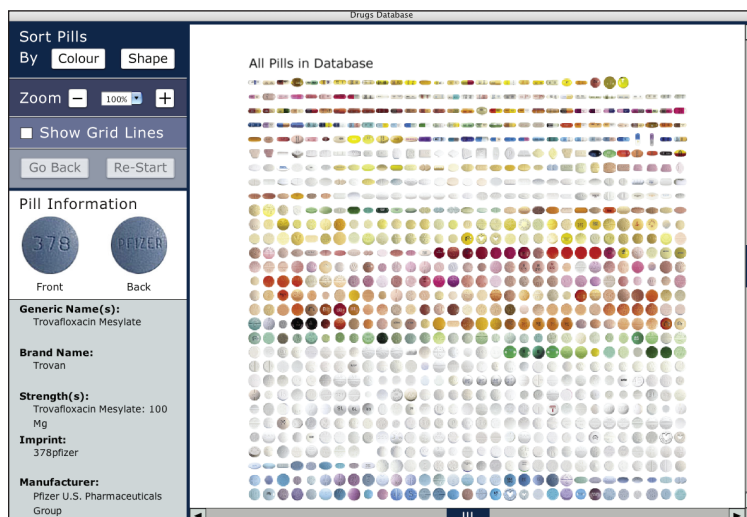 Drugs Database
Sort Pills
By Colour Shape
Zoom − 100% +
Show Grid Lines
Go Back Re-Start
Pill Information
378 PFIZER
Front Back
Generic Name(s):
Trovafloxacin Mesylate
Brand Name:
Trovan
Strength(s):
Trovafloxacin Mesylate: 100
Mg
Imprint:
378pfizer
Manufacturer:
Pfizer U.S. Pharmaceuticals
Group
All Pills in Database